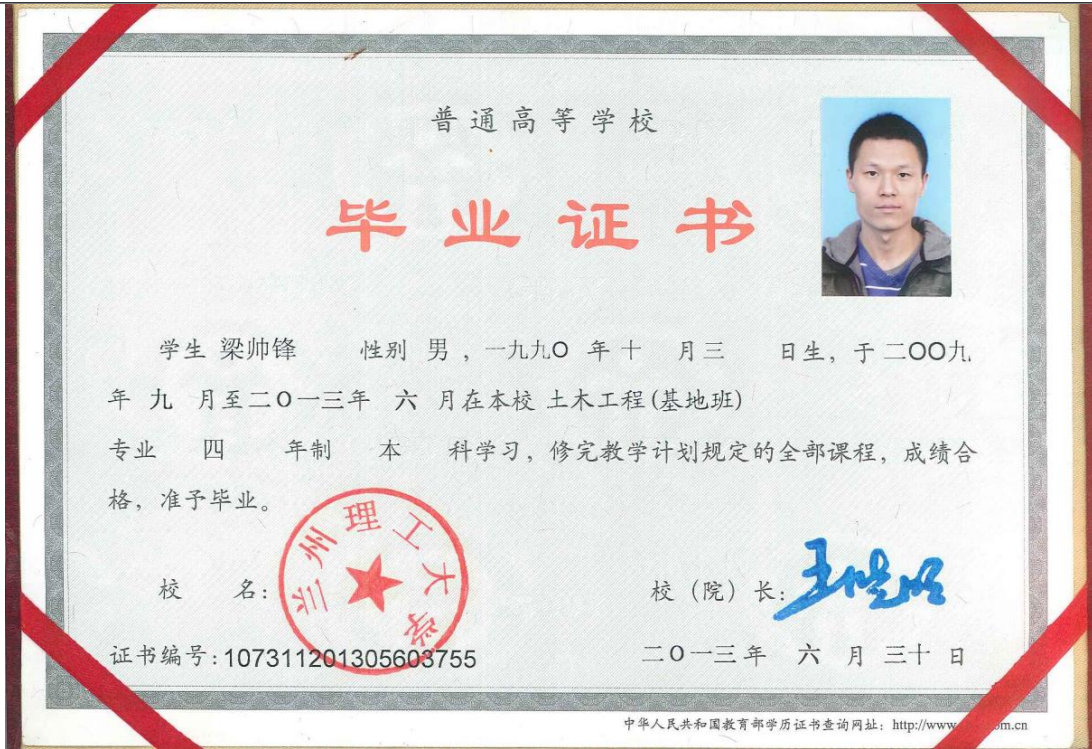 普通高等学校
毕业证书
学生 梁帅锋 性别 男 ，一九九〇 年 十 月 三 日生，于 二〇〇九
年 九 月至 二〇一三年 六 月在本校 土木工程(基地班)
专业 四 年制 本 科学习，修完教学计划规定的全部课程，成绩合
格，准予毕业。
兰州理工大学
校 名： 校（院）长：
证书编号：107311201305603755 二〇一三年 六 月 三十 日
中华人民共和国教育部学历证书查询网址：http://www